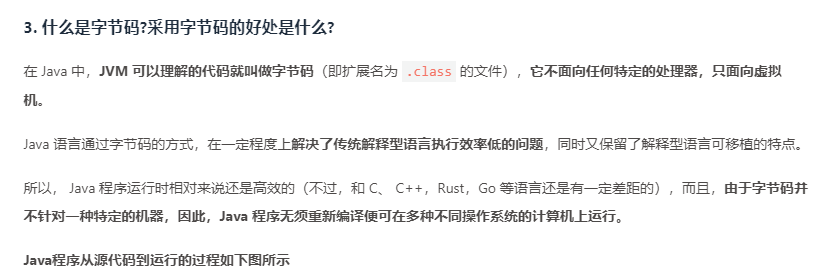 3. 什么是字节码?采用字节码的好处是什么?
在 Java 中，JVM 可以理解的代码就叫做字节码（即扩展名为 .class 的文件），它不面向任何特定的处理器，只面向虚拟
机。
Java 语言通过字节码的方式，在一定程度上解决了传统解释型语言执行效率低的问题，同时又保留了解释型语言可移植的特点。
所以， Java 程序运行时相对来说还是高效的（不过，和 C、 C++，Rust，Go 等语言还是有一定差距的），而且，由于字节码并
不针对一种特定的机器，因此，Java 程序无须重新编译便可在多种不同操作系统的计算机上运行。
Java程序从源代码到运行的过程如下图所示